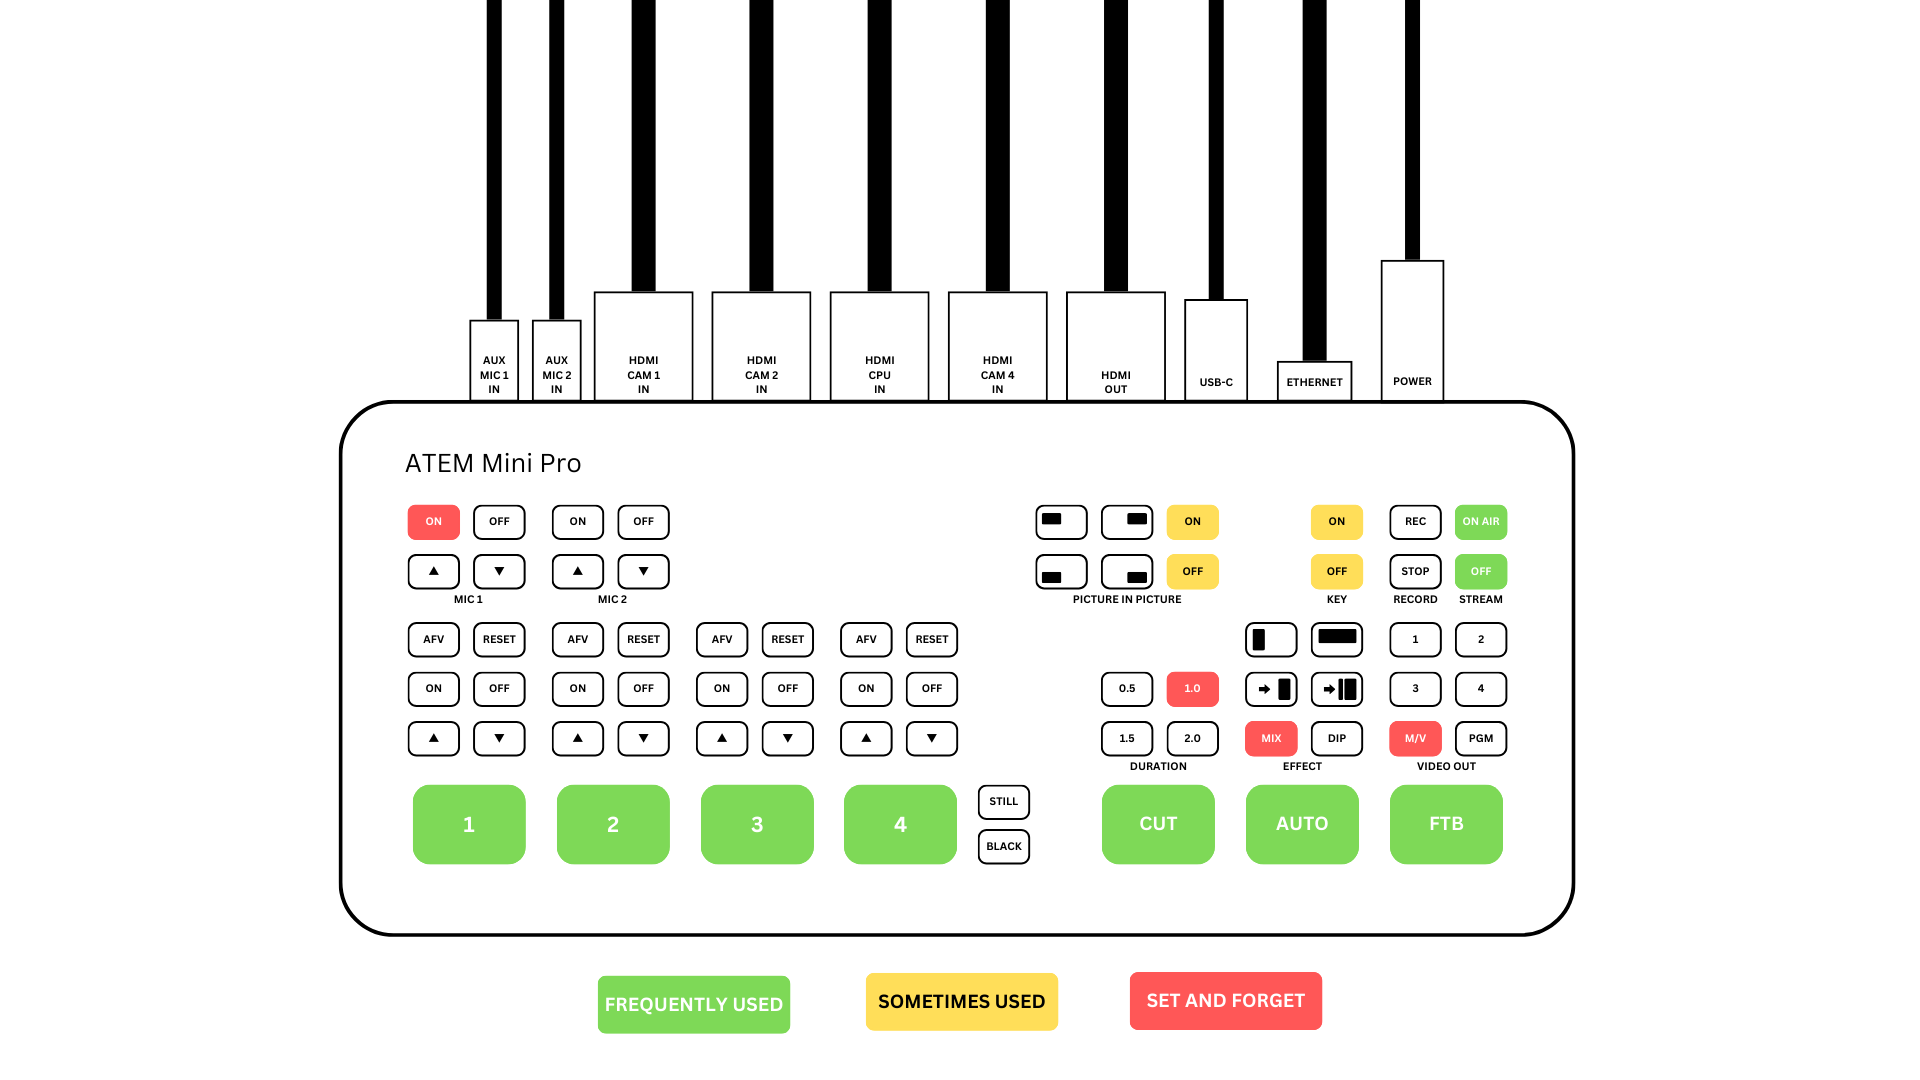 AUX
MIC 1
IN
AUX
MIC 2
IN
HDMI
CAM 1
IN
HDMI
CAM 2
IN
HDMI
CPU
IN
HDMI
CAM 4
IN
HDMI
OUT
USB-C
ETHERNET
POWER
ATEM Mini Pro
ON OFF ON OFF ON ON REC ON AIR
▲ ▼ ▲ ▼ OFF OFF STOP OFF
MIC 1 MIC 2 PICTURE IN PICTURE KEY RECORD STREAM
AFV RESET AFV RESET AFV RESET AFV RESET 1 2
ON OFF ON OFF ON OFF ON OFF 0.5 1.0 3 4
▲ ▼ ▲ ▼ ▲ ▼ ▲ ▼ 1.5 2.0 MIX DIP M/V PGM
DURATION EFFECT VIDEO OUT
1 2 3 4 STILL CUT AUTO FTB
BLACK
FREQUENTLY USED
SOMETIMES USED
SET AND FORGET